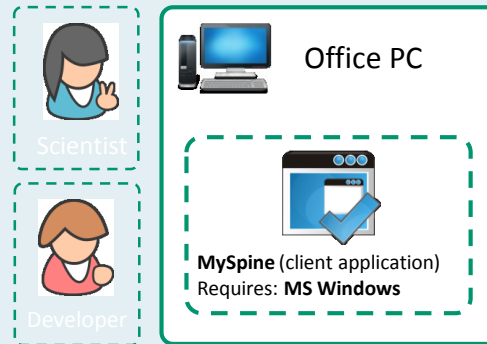 Office PC
Scientist
MySpine (client application)
Requires: MS Windows
Developer